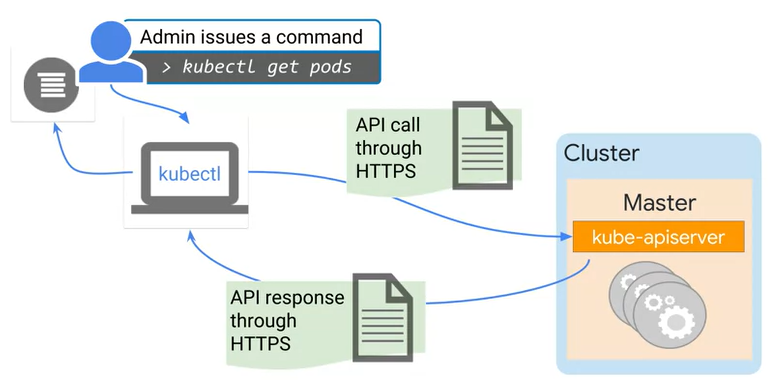 Admin issues a command
> kubectl get pods
API call
through
HTTPS
kubectl
Cluster
Master
kube-apiserver
API response
through
HTTPS